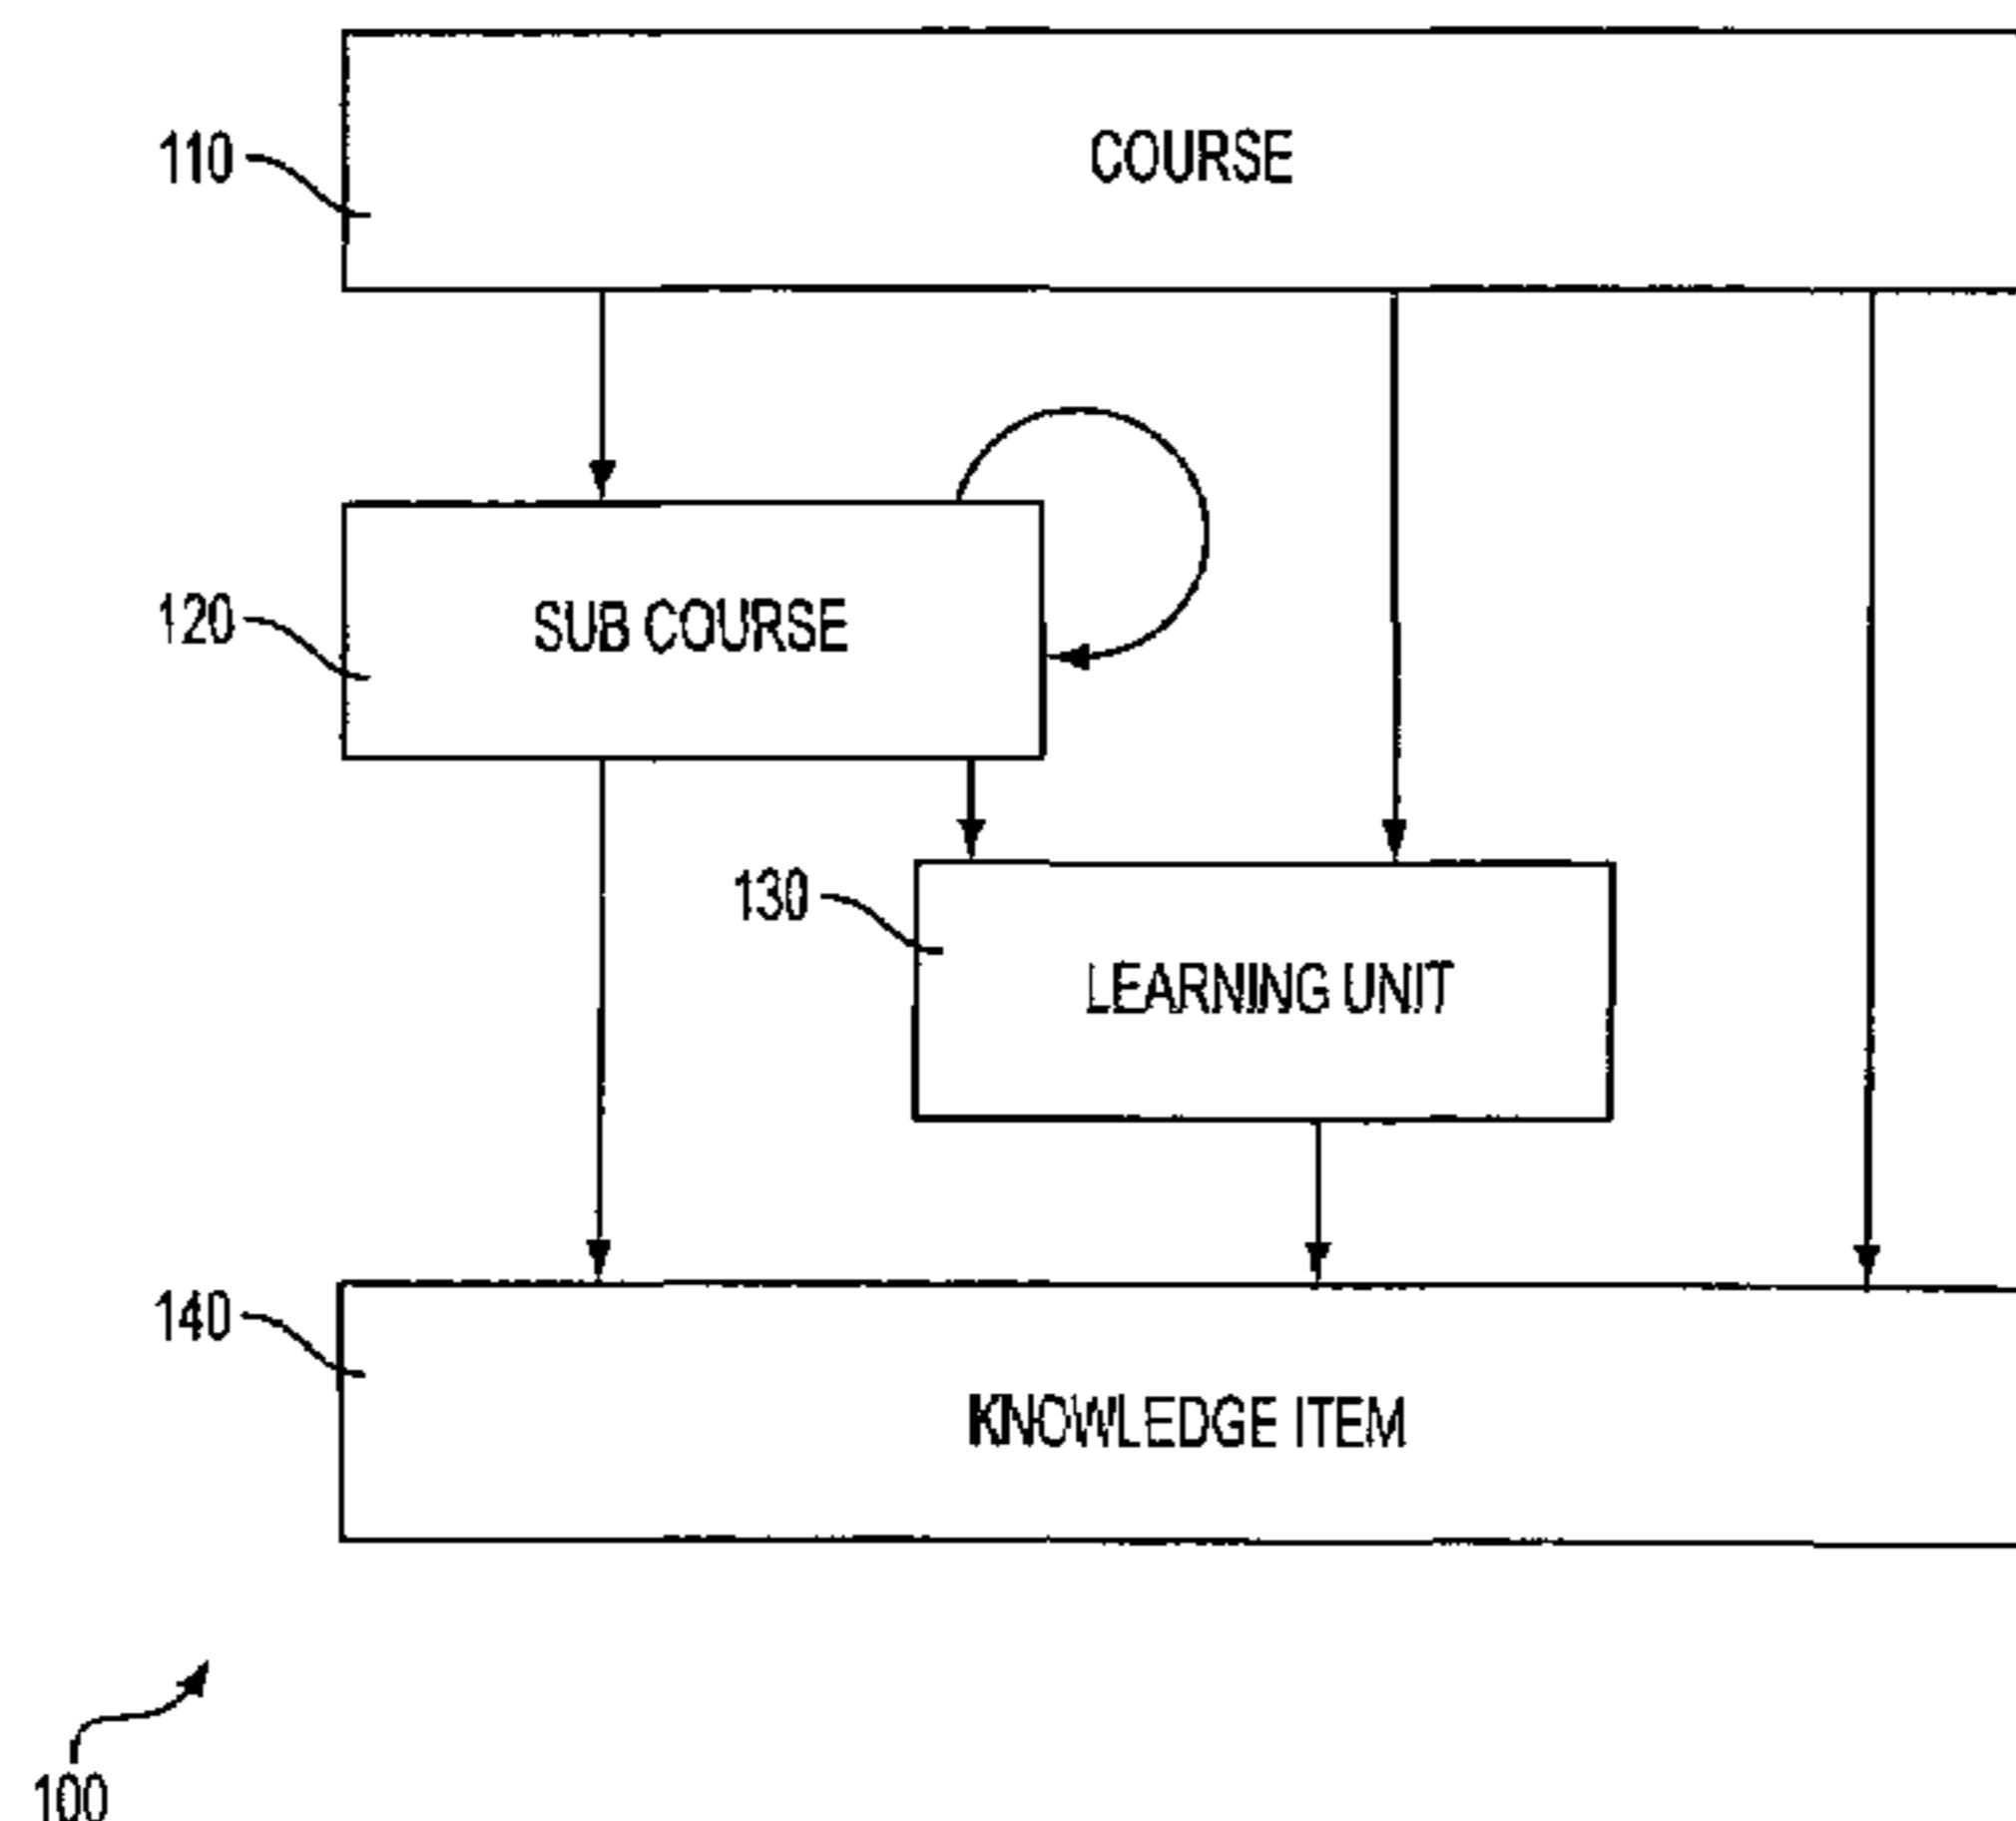 110
COURSE
120
SUB COURSE
130
LEARNING UNIT
140
KNOWLEDGE ITEM
100